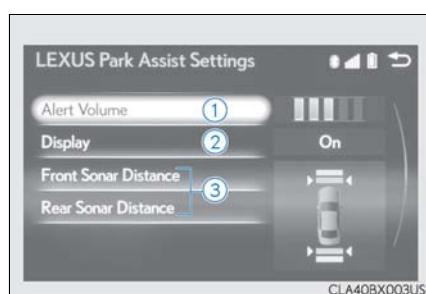 LEXUS Park Assist Settings
Alert Volume 1
Display 2 On
Front Sonar Distance
3
Rear Sonar Distance
CLA40BX003US